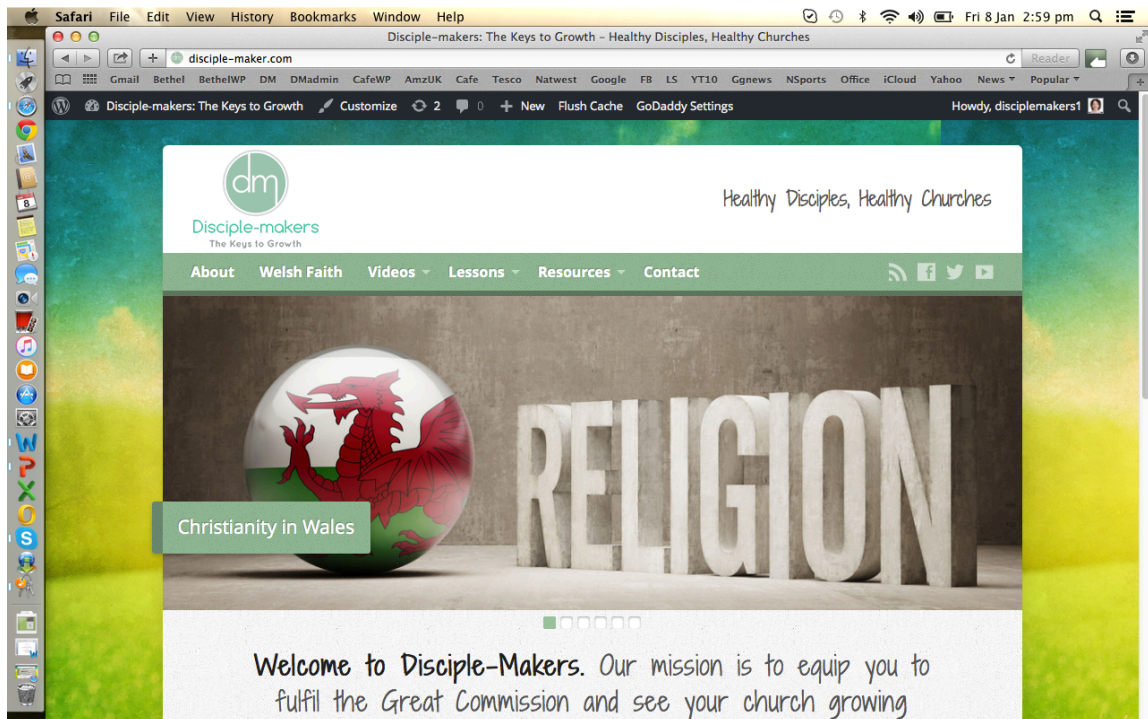 Safari File Edit View History Bookmarks Window Help Fri 8 Jan 2:59 pm
Disciple-makers: The Keys to Growth – Healthy Disciples, Healthy Churches
disciple-maker.com Reader
Gmail Bethel BethelWP DM DMadmin CafeWP AmzUK Cafe Tesco Natwest Google FB LS YT10 Ggnews NSports Office iCloud Yahoo News Popular
Disciple-makers: The Keys to Growth Customize 2 0 + New Flush Cache GoDaddy Settings Howdy, disciplemakers1
dm
Disciple-makers
The Keys to Growth
Healthy Disciples, Healthy Churches
About Welsh Faith Videos Lessons Resources Contact
RELIGION
Christianity in Wales
Welcome to Disciple-Makers. Our mission is to equip you to
fulfil the Great Commission and see your church growing